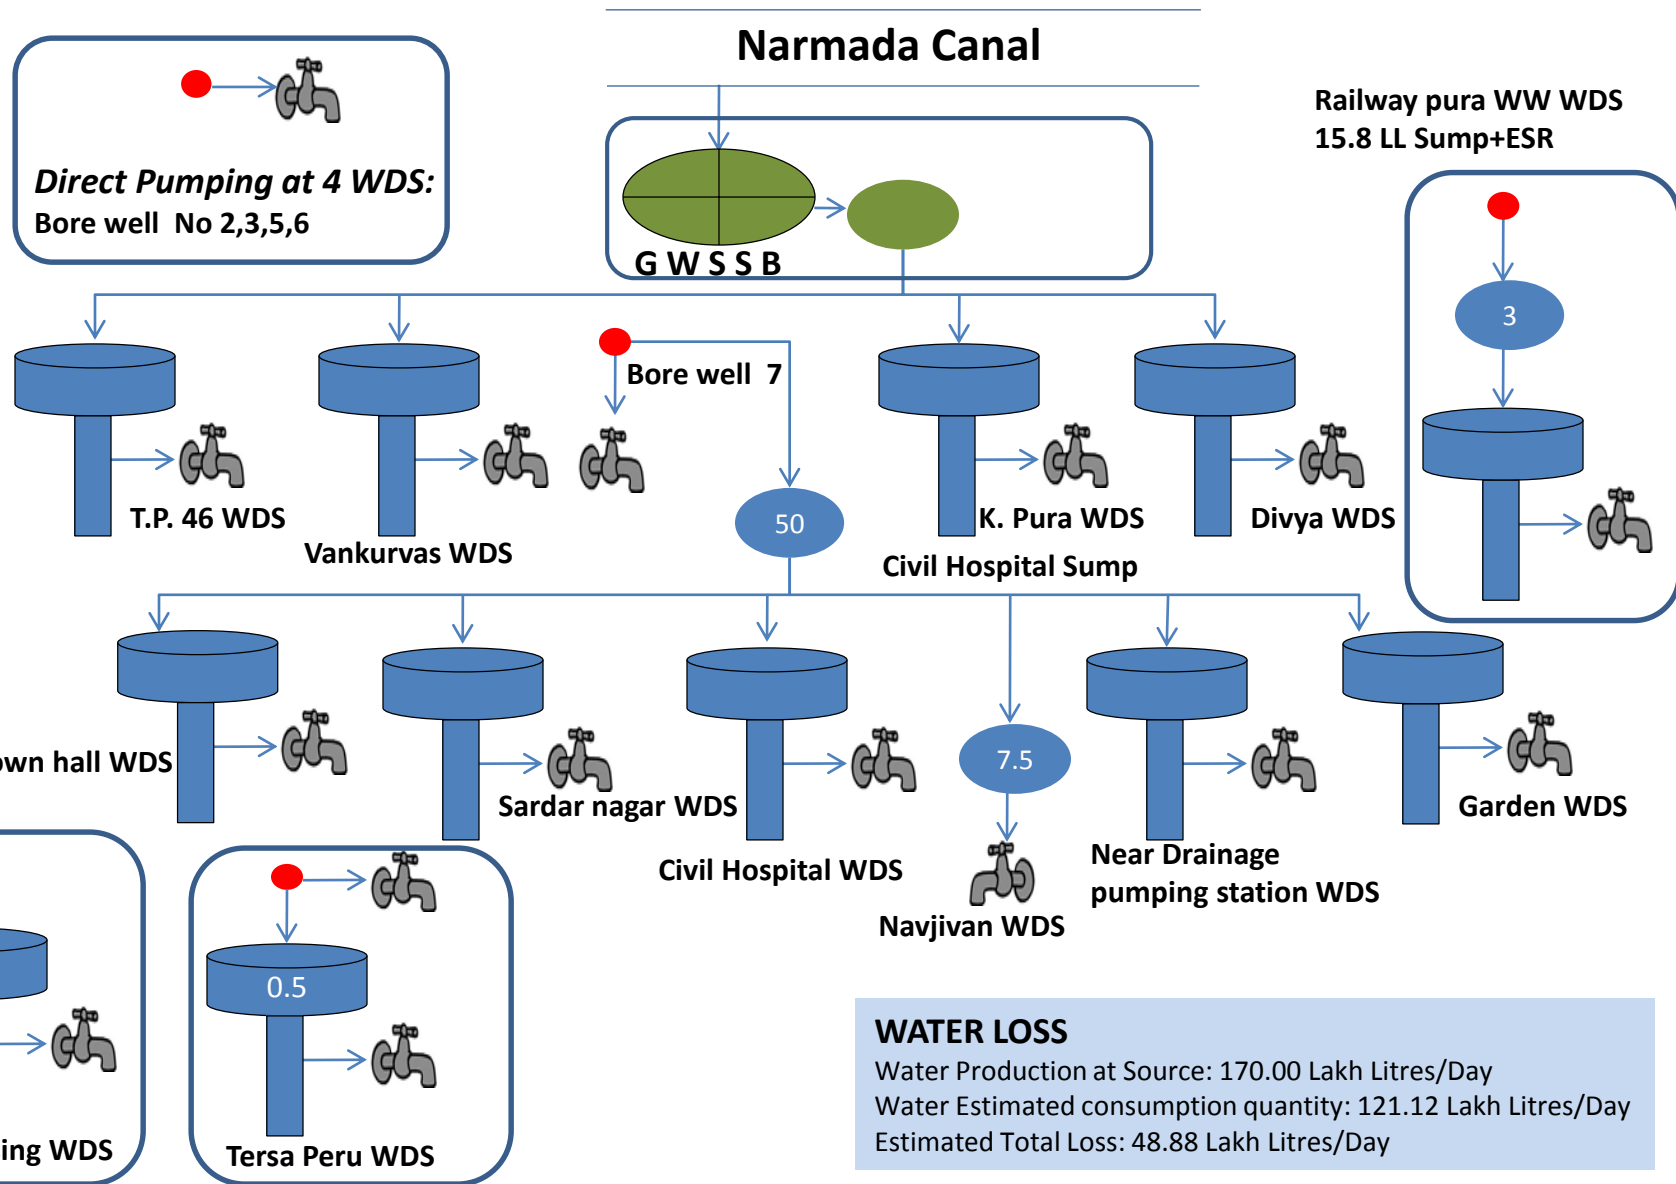 Narmada Canal
Direct Pumping at 4 WDS:
Bore well No 2,3,5,6
G W S S B
Railway pura WW WDS
15.8 LL Sump+ESR
3
Bore well 7
T.P. 46 WDS
Vankurvas WDS
50
K. Pura WDS
Divya WDS
Civil Hospital Sump
own hall WDS
Sardar nagar WDS
Civil Hospital WDS
7.5
Navjivan WDS
Near Drainage
pumping station WDS
Garden WDS
ing WDS
0.5
Tersa Peru WDS
WATER LOSS
Water Production at Source: 170.00 Lakh Litres/Day
Water Estimated consumption quantity: 121.12 Lakh Litres/Day
Estimated Total Loss: 48.88 Lakh Litres/Day